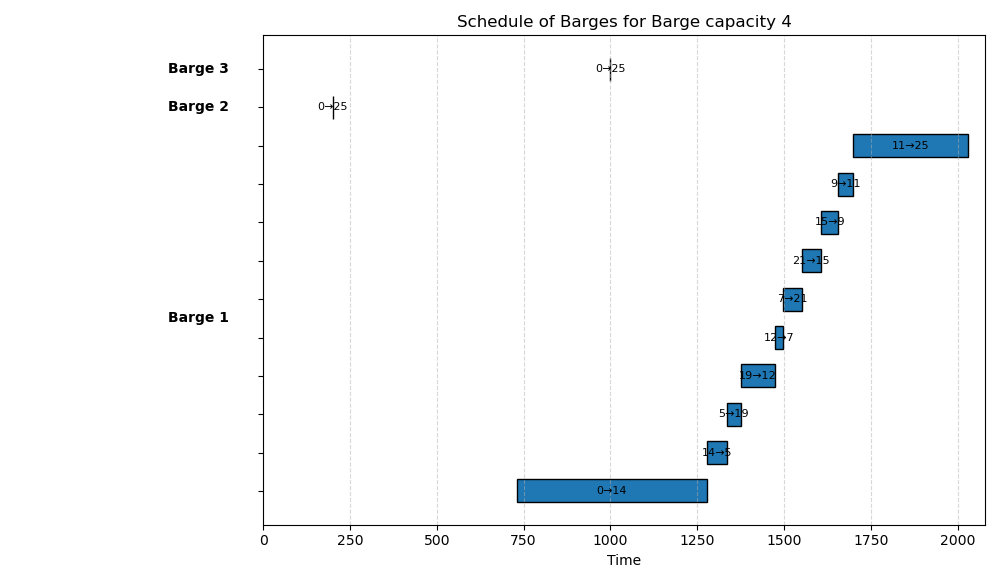 Schedule of Barges for Barge capacity 4
Barge 3
0→25
Barge 2
0→25
11→25
9→11
15→9
21→15
7→21
Barge 1
12→7
19→12
5→19
14→5
0→14
0 250 500 750 1000 1250 1500 1750 2000
Time